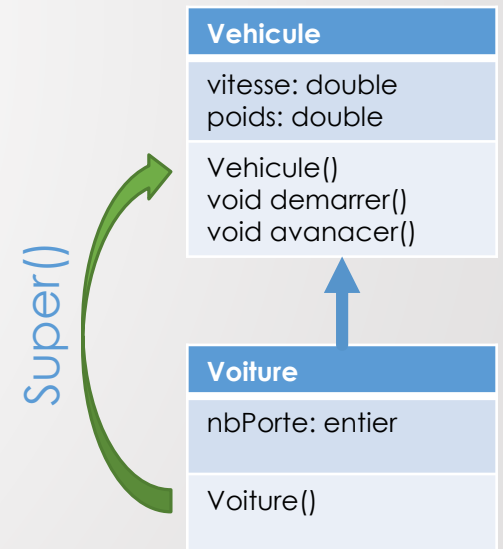 Vehicule
vitesse: double
poids: double
Vehicule()
void demarrer()
void avanacer()
Super()
Voiture
nbPorte: entier
Voiture()